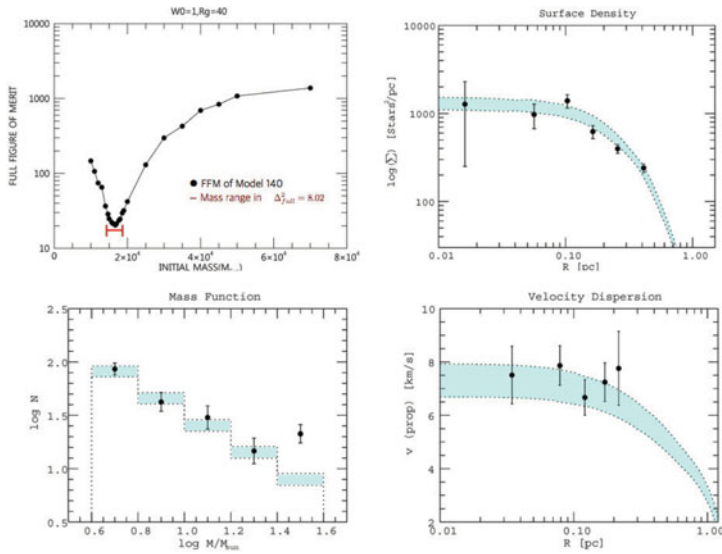 W0=1,Rg=40
FULL FIGURE OF MERIT
10000
1000
100
10
FFM of Model 140
Mass range in Δ²full = 8.02
0 2×10⁴ 4×10⁴ 6×10⁴ 8×10⁴
Surface Density
log(Σ) [Stars²/pc]
10000
1000
100
0.01 0.10 1.00
R [pc]
Mass Function
log N
2.5
2.0
1.5
1.0
0.5
0.6 0.8 1.0 1.2 1.4 1.6
log M/Msun
Velocity Dispersion
v (prop) [km/s]
10
8
6
4
2
0.01 0.10 1.00
R [pc]